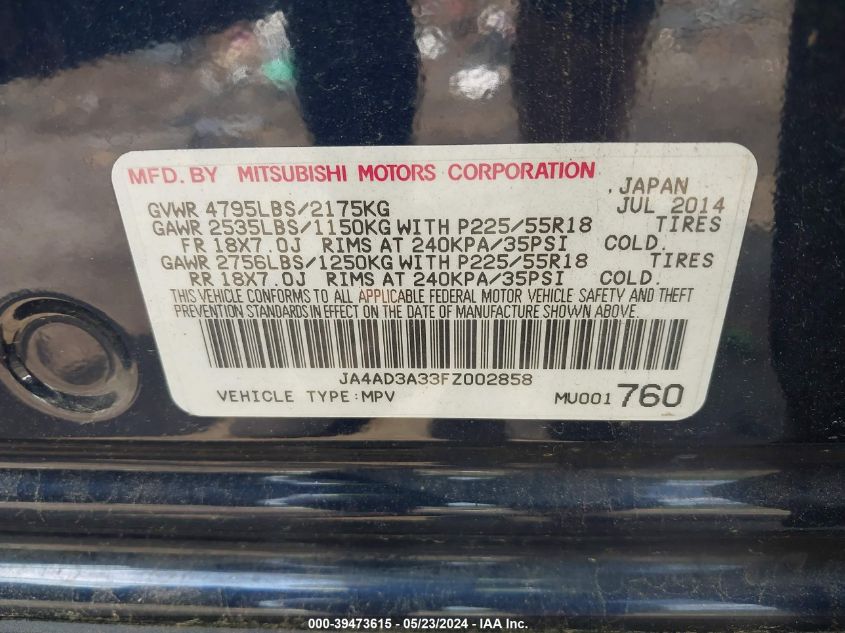 MFD. BY MITSUBISHI MOTORS CORPORATION
, JAPAN
GVWR 4795LBS/2175KG JUL 2014
GAWR 2535LBS/1150KG WITH P225/55R18 TIRES
FR 18X7.0J RIMS AT 240KPA/35PSI COLD.
GAWR 2756LBS/1250KG WITH P225/55R18 TIRES
RR 18X7.0J RIMS AT 240KPA/35PSI COLD.
THIS VEHICLE CONFORMS TO ALL APPLICABLE FEDERAL MOTOR VEHICLE SAFETY AND THEFT
PREVENTION STANDARDS IN EFFECT ON THE DATE OF MANUFACTURE SHOWN ABOVE.
JA4AD3A33FZ002858
VEHICLE TYPE:MPV MU001 760
000-39473615 - 05/23/2024 - IAA Inc.